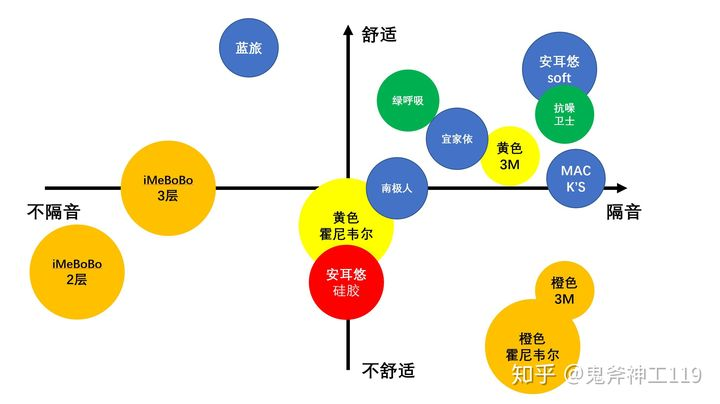 舒适
蓝旅
安耳悠
soft
绿呼吸
抗噪
卫士
宜家依
黄色
3M
MAC
K'S
iMeBoBo
3层
南极人
不隔音
隔音
黄色
霍尼韦尔
iMeBoBo
2层
安耳悠
硅胶
橙色
3M
橙色
霍尼韦尔
不舒适
知乎 @鬼斧神工119